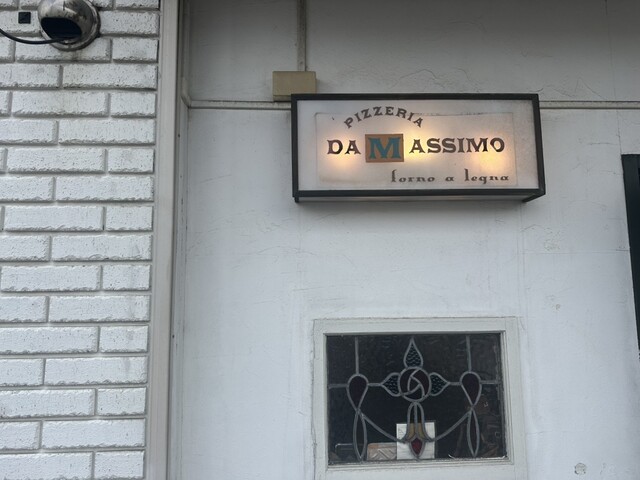 PIZZERIA
DA MASSIMO
forno a legna